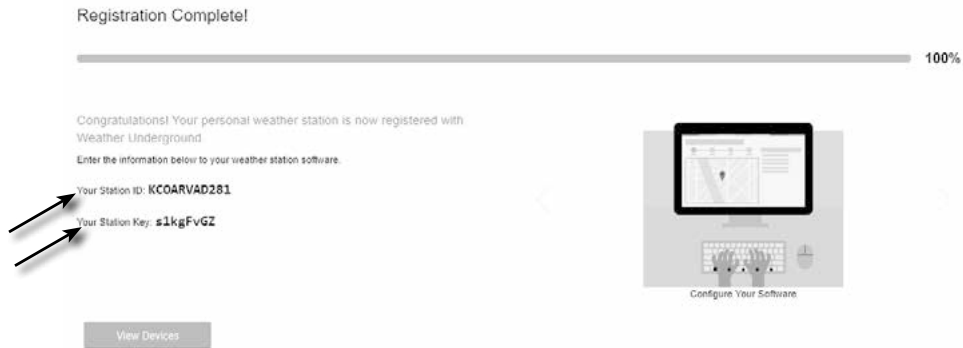 Registration Complete!
100%
Congratulations! Your personal weather station is now registered with
Weather Underground
Enter the information below to your weather station software.
Your Station ID: KCOARVAD281
Your Station Key: s1kgFvGZ
Configure Your Software
View Devices